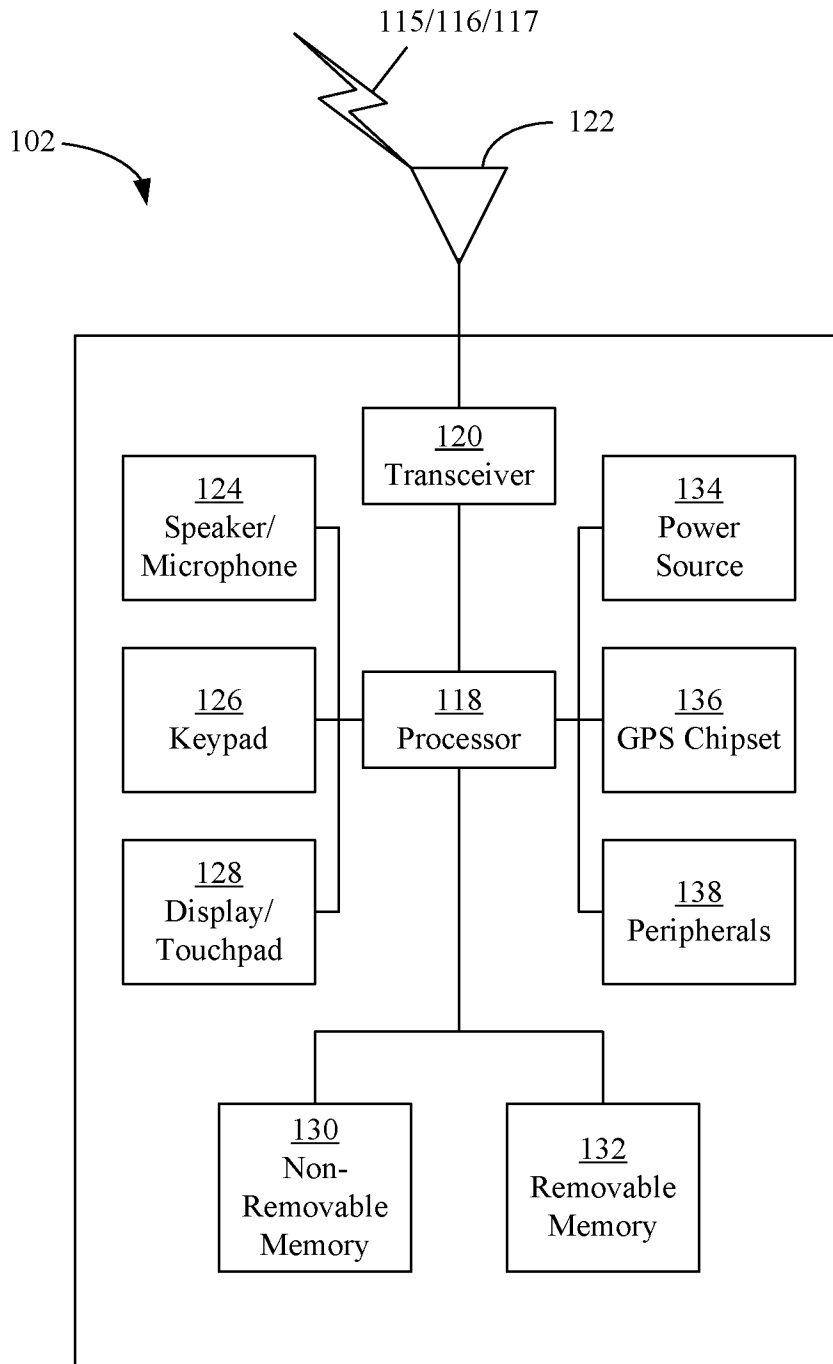 115/116/117
122
102
120
Transceiver
124
Speaker/
Microphone
134
Power
Source
126
Keypad
118
Processor
136
GPS Chipset
128
Display/
Touchpad
138
Peripherals
130
Non-
Removable
Memory
132
Removable
Memory